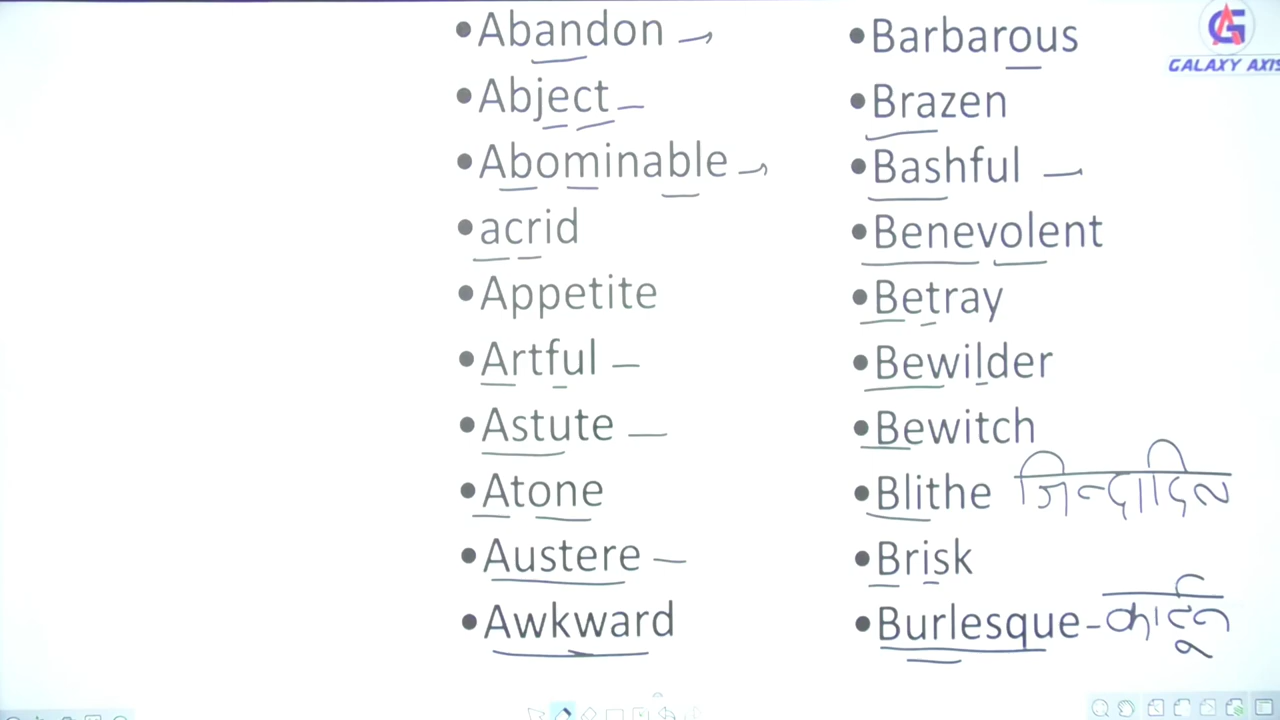 • Abandon
• Abject
• Abominable
• acrid
• Appetite
• Artful
• Astute
• Atone
• Austere
• Awkward
• Barbarous
• Brazen
• Bashful
• Benevolent
• Betray
• Bewilder
• Bewitch
• Blithe जिन्दादिल
• Brisk
• Burlesque - कार्टून
GALAXY AXIS